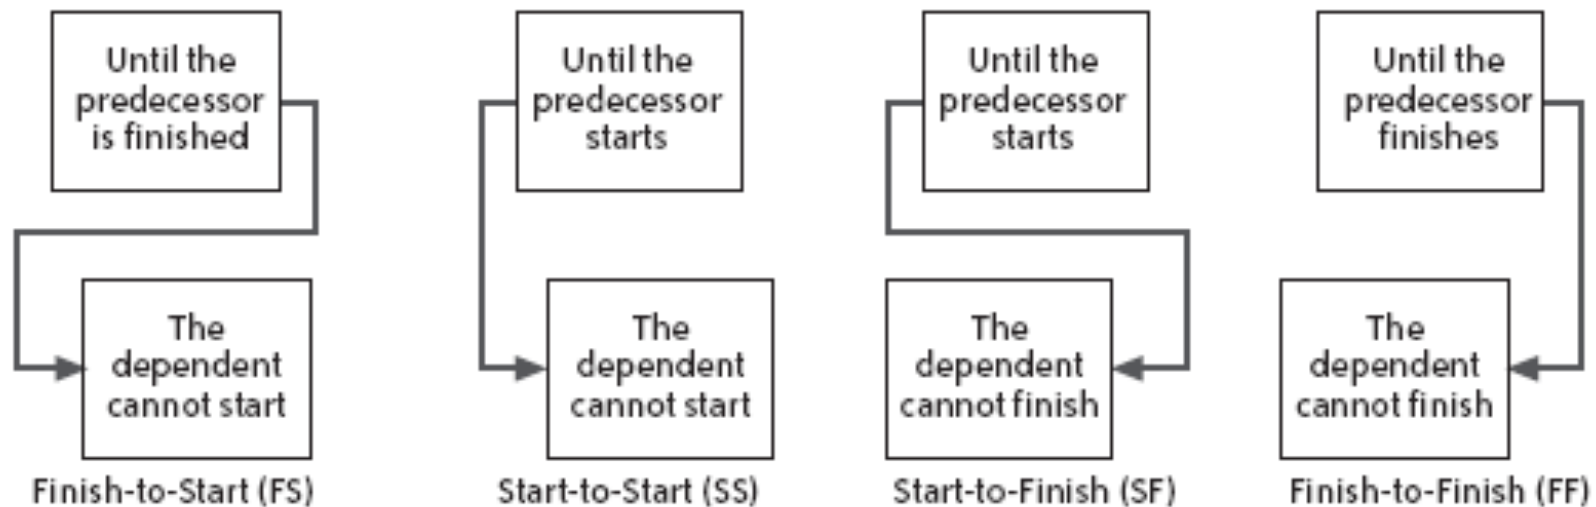 Until the
predecessor
is finished
The
dependent
cannot start
Finish-to-Start (FS)
Until the
predecessor
starts
The
dependent
cannot start
Start-to-Start (SS)
Until the
predecessor
starts
The
dependent
cannot finish
Start-to-Finish (SF)
Until the
predecessor
finishes
The
dependent
cannot finish
Finish-to-Finish (FF)